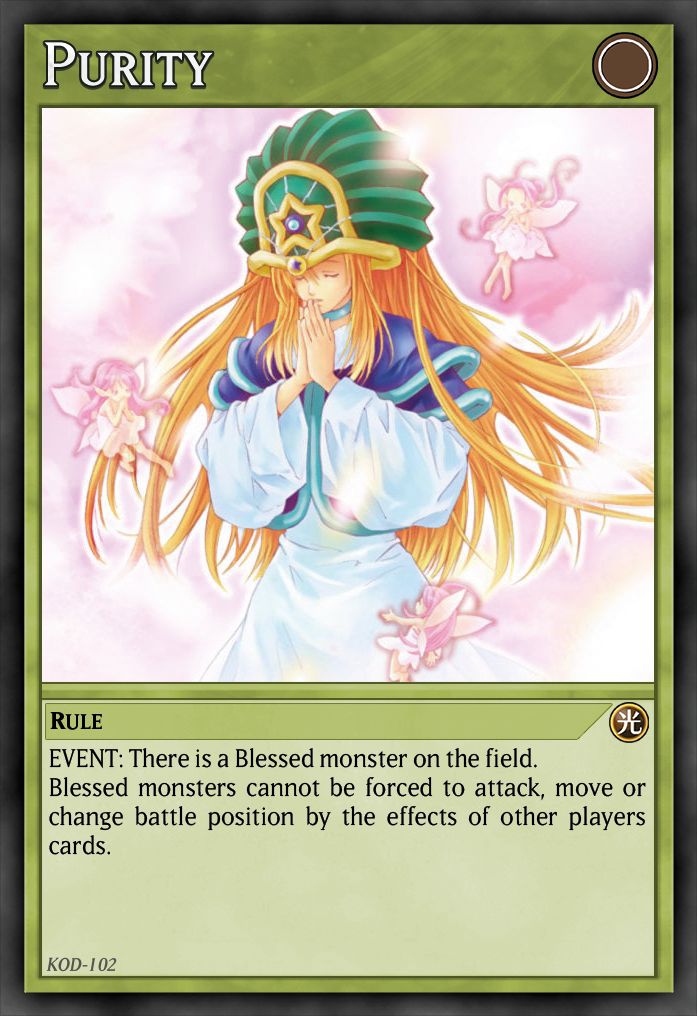 Purity
Rule
光
EVENT: There is a Blessed monster on the field.
Blessed monsters cannot be forced to attack, move or
change battle position by the effects of other players
cards.
KOD-102